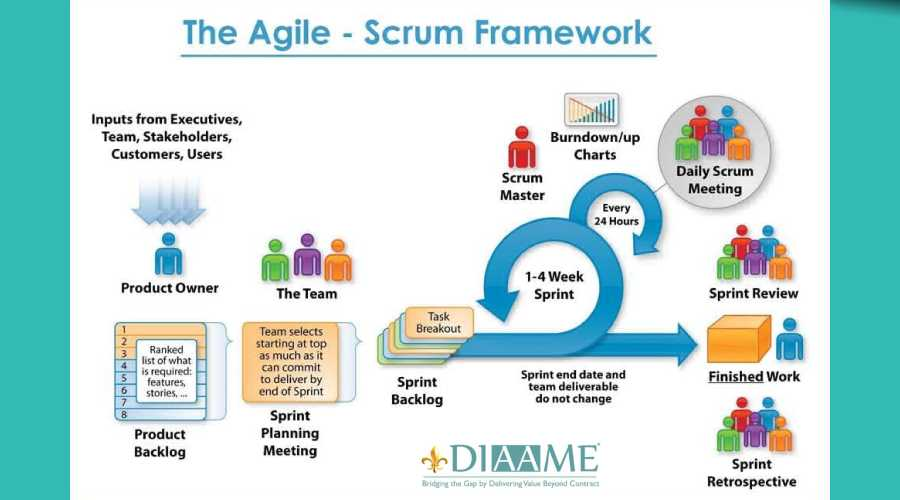 The Agile - Scrum Framework
Inputs from Executives,
Team, Stakeholders,
Customers, Users
Product Owner
The Team
1
2
3
4
5
6
7
8
Ranked
list of what
is required:
features,
stories, ...
Product
Backlog
Team selects
starting at top
as much as it
can commit
to deliver by
end of Sprint
Sprint
Planning
Meeting
Task
Breakout
Sprint
Backlog
Scrum
Master
Burndown/up
Charts
Every
24 Hours
1-4 Week
Sprint
Daily Scrum
Meeting
Sprint end date and
team deliverable
do not change
Sprint Review
Finished Work
Sprint
Retrospective
DIAAME
Bridging the Gap by Delivering Value Beyond Contract